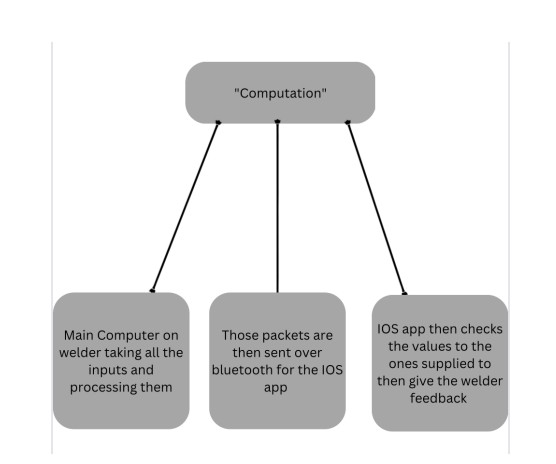 "Computation"
Main Computer on
welder taking all the
inputs and
processing them
Those packets are
then sent over
bluetooth for the IOS
app
IOS app then checks
the values to the
ones supplied to
then give the welder
feedback